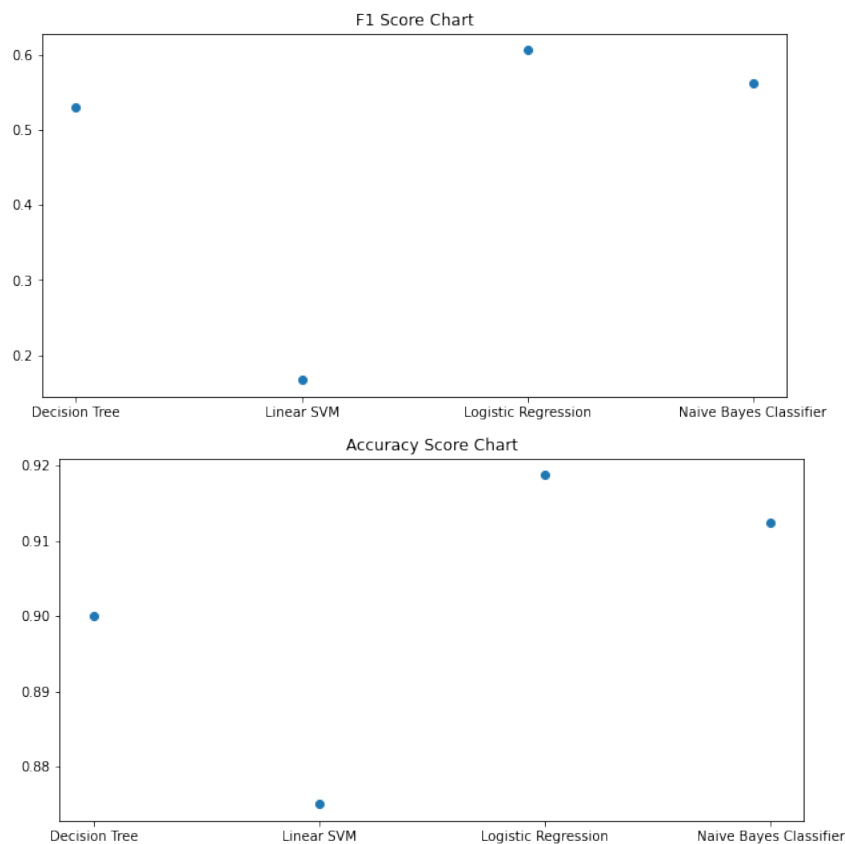 F1 Score Chart
0.6
0.5
0.4
0.3
0.2
Decision Tree Linear SVM Logistic Regression Naive Bayes Classifier
Accuracy Score Chart
0.92
0.91
0.90
0.89
0.88
Decision Tree Linear SVM Logistic Regression Naive Bayes Classifier